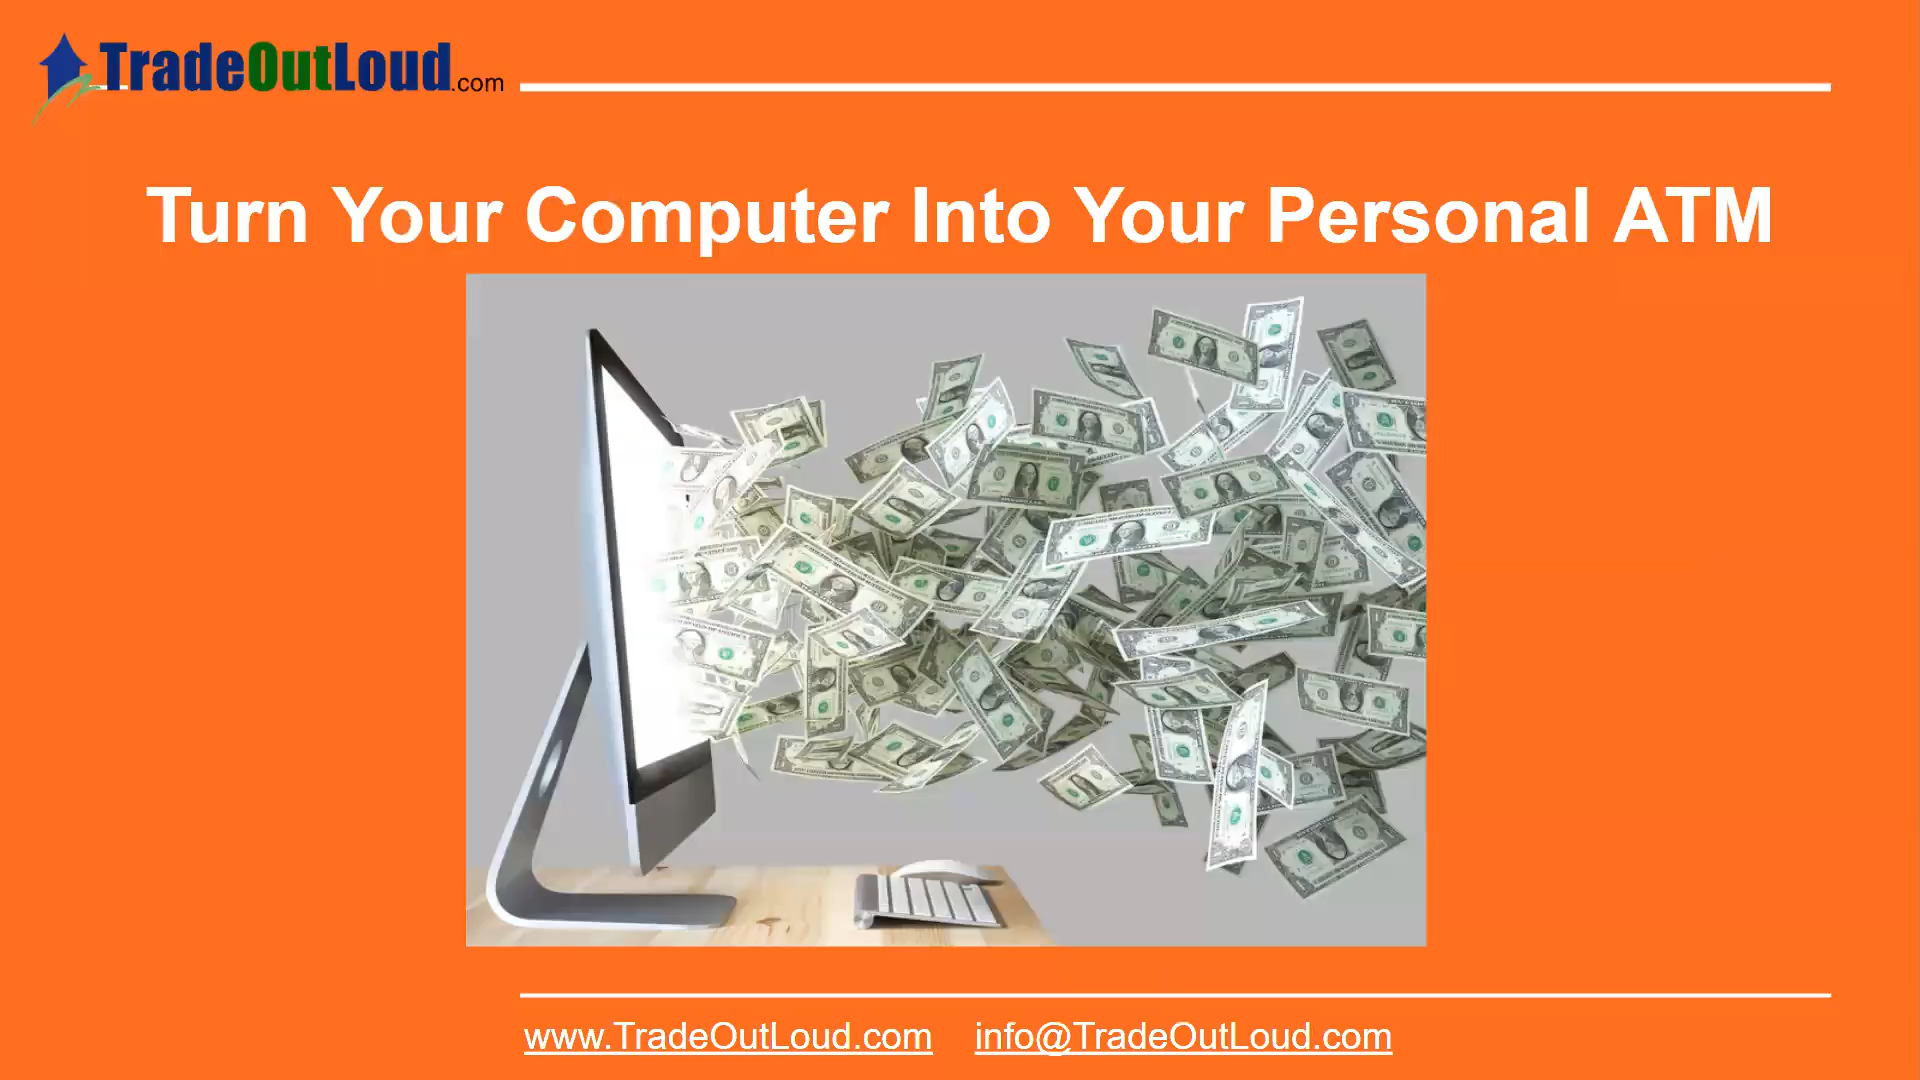 TradeOutLoud.com
Turn Your Computer Into Your Personal ATM
www.TradeOutLoud.com info@TradeOutLoud.com